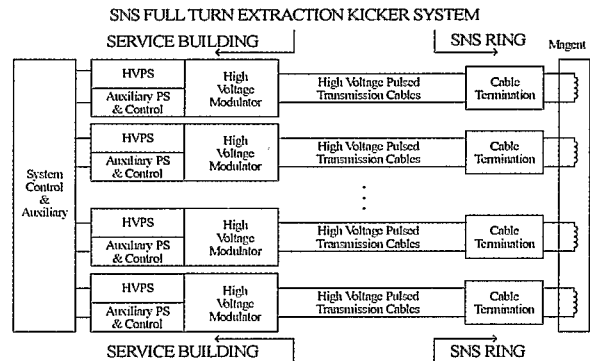 SNS FULL TURN EXTRACTION KICKER SYSTEM
SERVICE BUILDING
SNS RING
Magent
System
Control
&
Auxiliary
HVPS
Auxiliary PS
& Control
High
Voltage
Modulator
High Voltage Pulsed
Transmission Cables
Cable
Termination
HVPS
Auxiliary PS
& Control
High
Voltage
Modulator
High Voltage Pulsed
Transmission Cables
Cable
Termination
HVPS
Auxiliary PS
& Control
High
Voltage
Modulator
High Voltage Pulsed
Transmission Cables
Cable
Termination
HVPS
Auxiliary PS
& Control
High
Voltage
Modulator
High Voltage Pulsed
Transmission Cables
Cable
Termination
SERVICE BUILDING
SNS RING